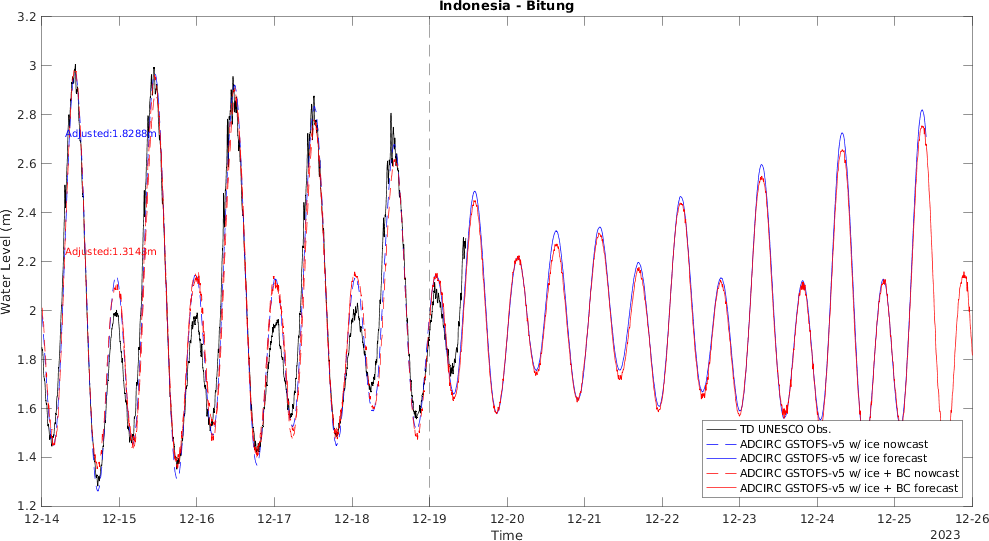 Indonesia - Bitung
3.2
3
2.8
2.6
2.4
2.2
2
1.8
1.6
1.4
1.2
Water Level (m)
Adjusted:1.8288m
Adjusted:1.3143m
TD UNESCO Obs.
ADCIRC GSTOFS-v5 w/ ice nowcast
ADCIRC GSTOFS-v5 w/ ice forecast
ADCIRC GSTOFS-v5 w/ ice + BC nowcast
ADCIRC GSTOFS-v5 w/ ice + BC forecast
12-14 12-15 12-16 12-17 12-18 12-19 12-20 12-21 12-22 12-23 12-24 12-25 12-26
Time
2023